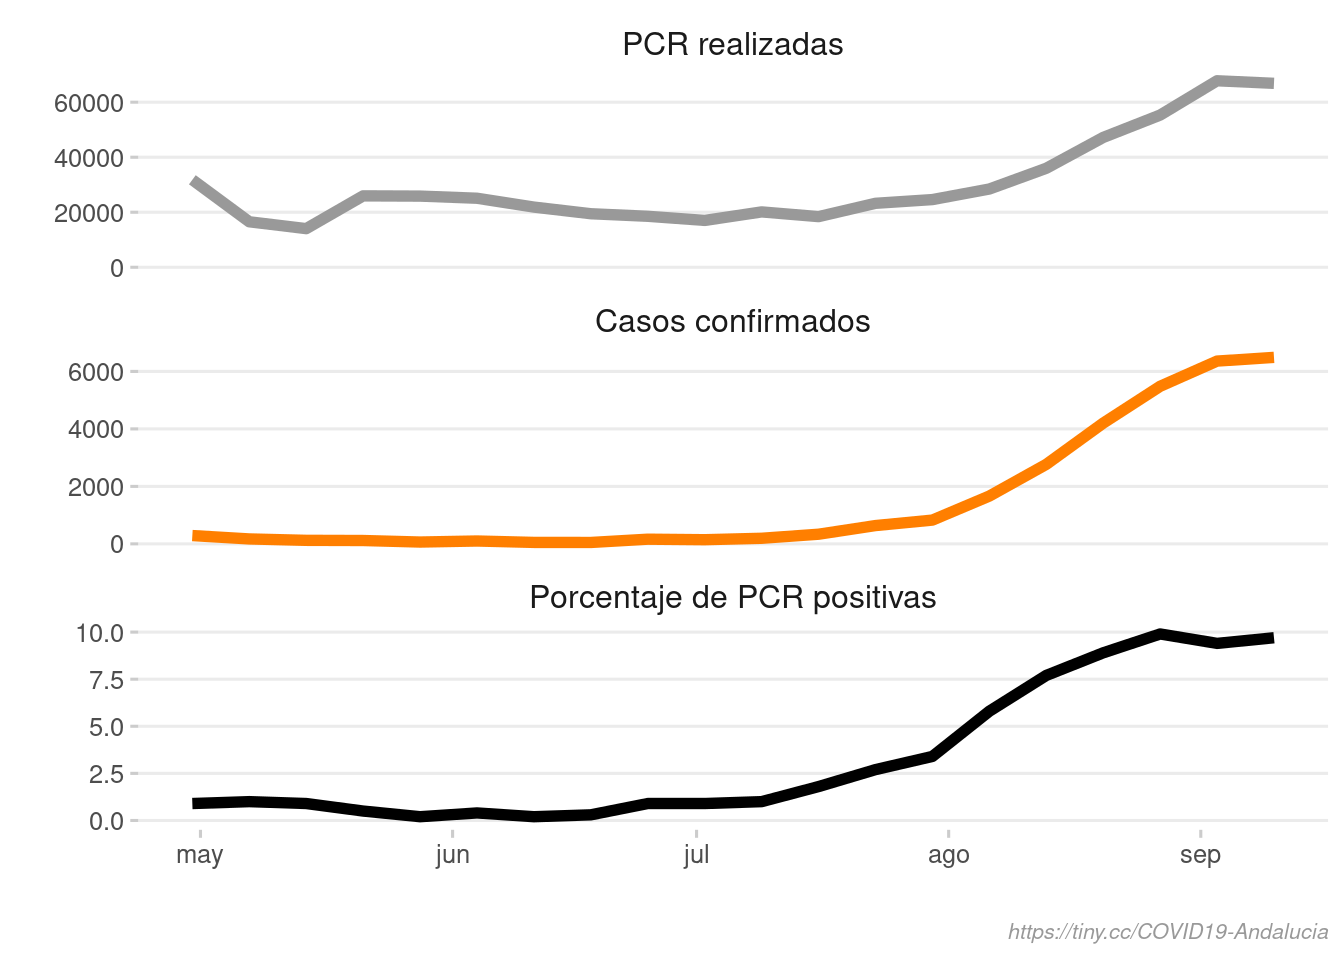 PCR realizadas
60000
40000
20000
0
Casos confirmados
6000
4000
2000
0
Porcentaje de PCR positivas
10.0
7.5
5.0
2.5
0.0
may jun jul ago sep
https://tiny.cc/COVID19-Andalucia